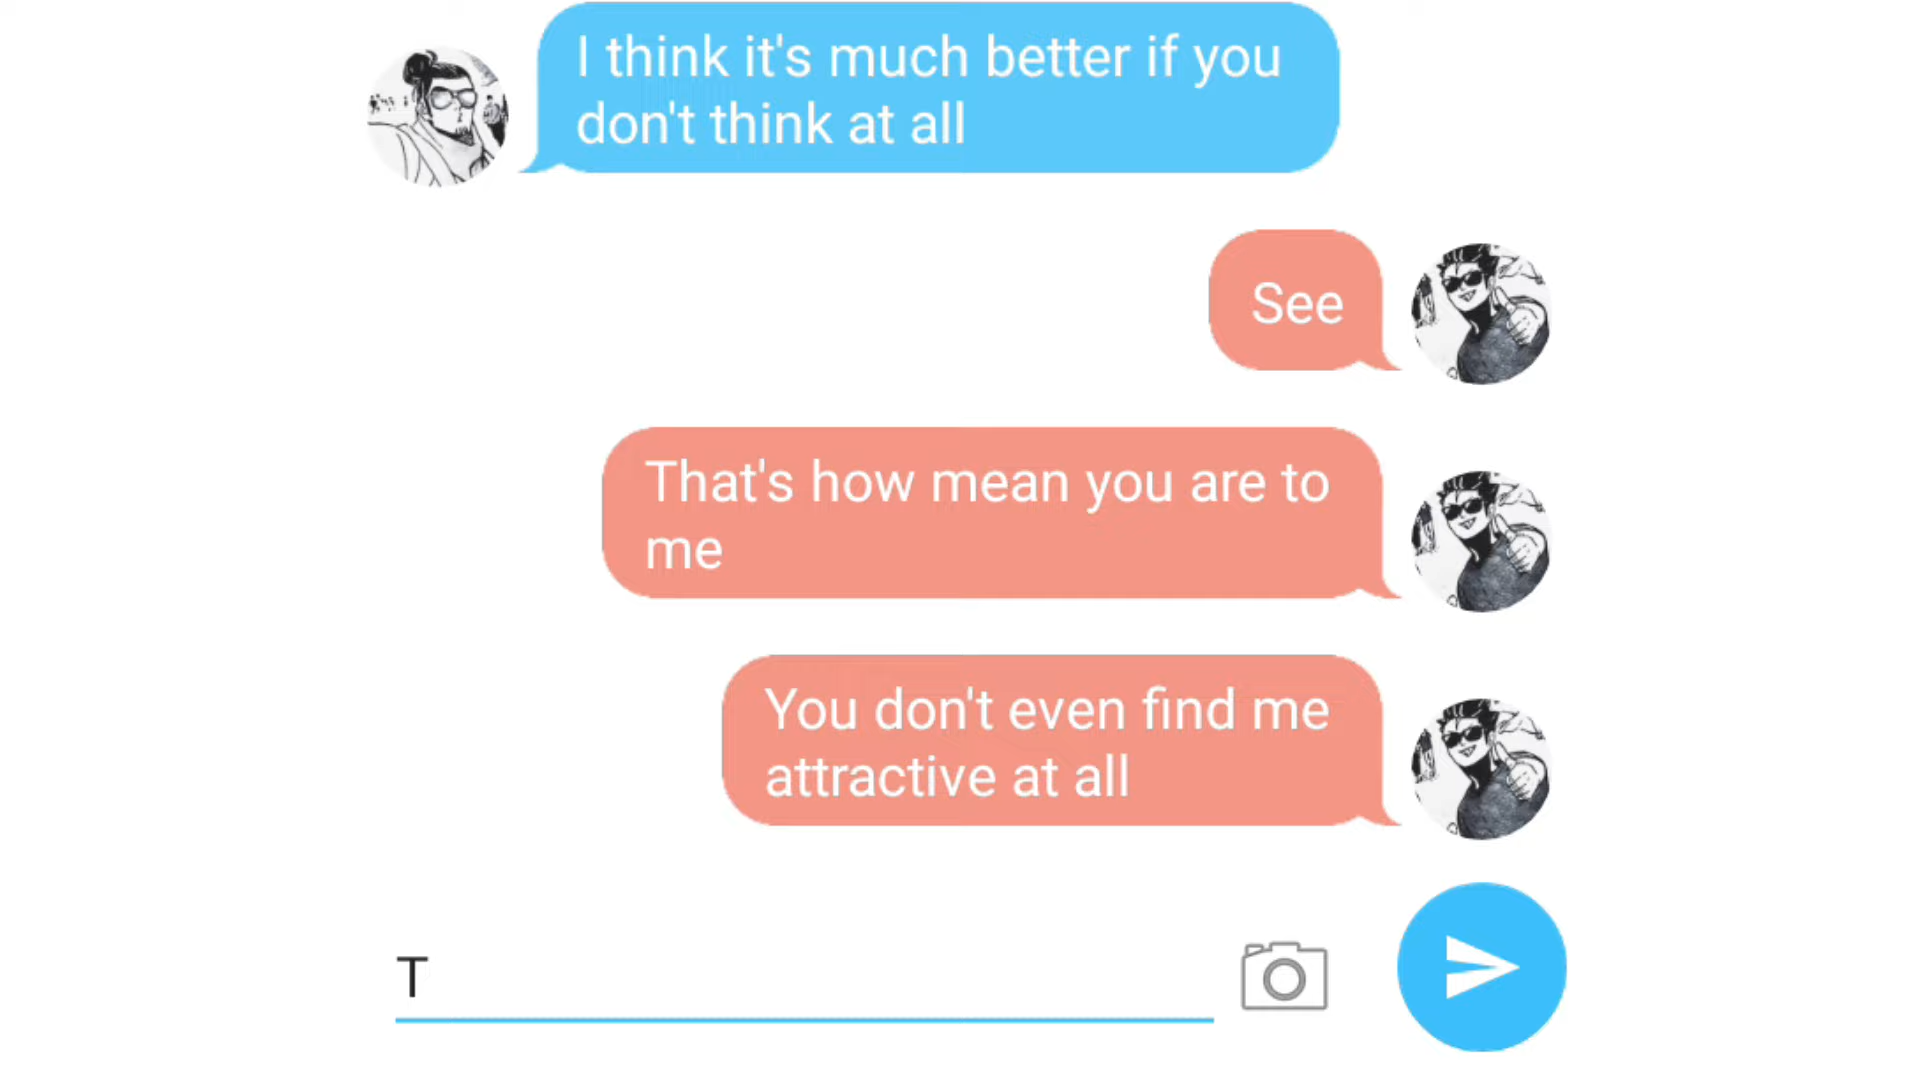 I think it's much better if you
don't think at all
See
That's how mean you are to
me
You don't even find me
attractive at all
T